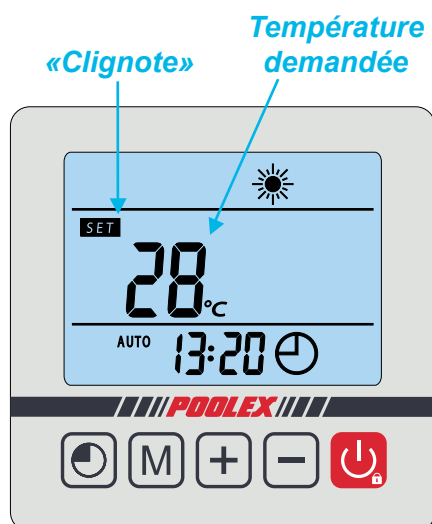 Température
«Clignote» demandée
SET
28°C
AUTO 13:20
POOLEX
M + -